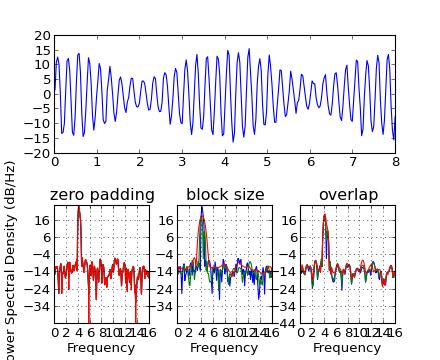 20
15
10
5
0
−5
−10
−15
−20
0 1 2 3 4 5 6 7 8
ower Spectral Density (dB/Hz)
zero padding block size overlap
16 16 16
6 6 6
−4 −4 −4
−14 −14 −14
−24 −24 −24
−34 −34 −34
44
0 2 4 6 8 10 12 14 16 0 2 4 6 8 10 12 14 16 0 2 4 6 8 10 12 14 16
Frequency Frequency Frequency